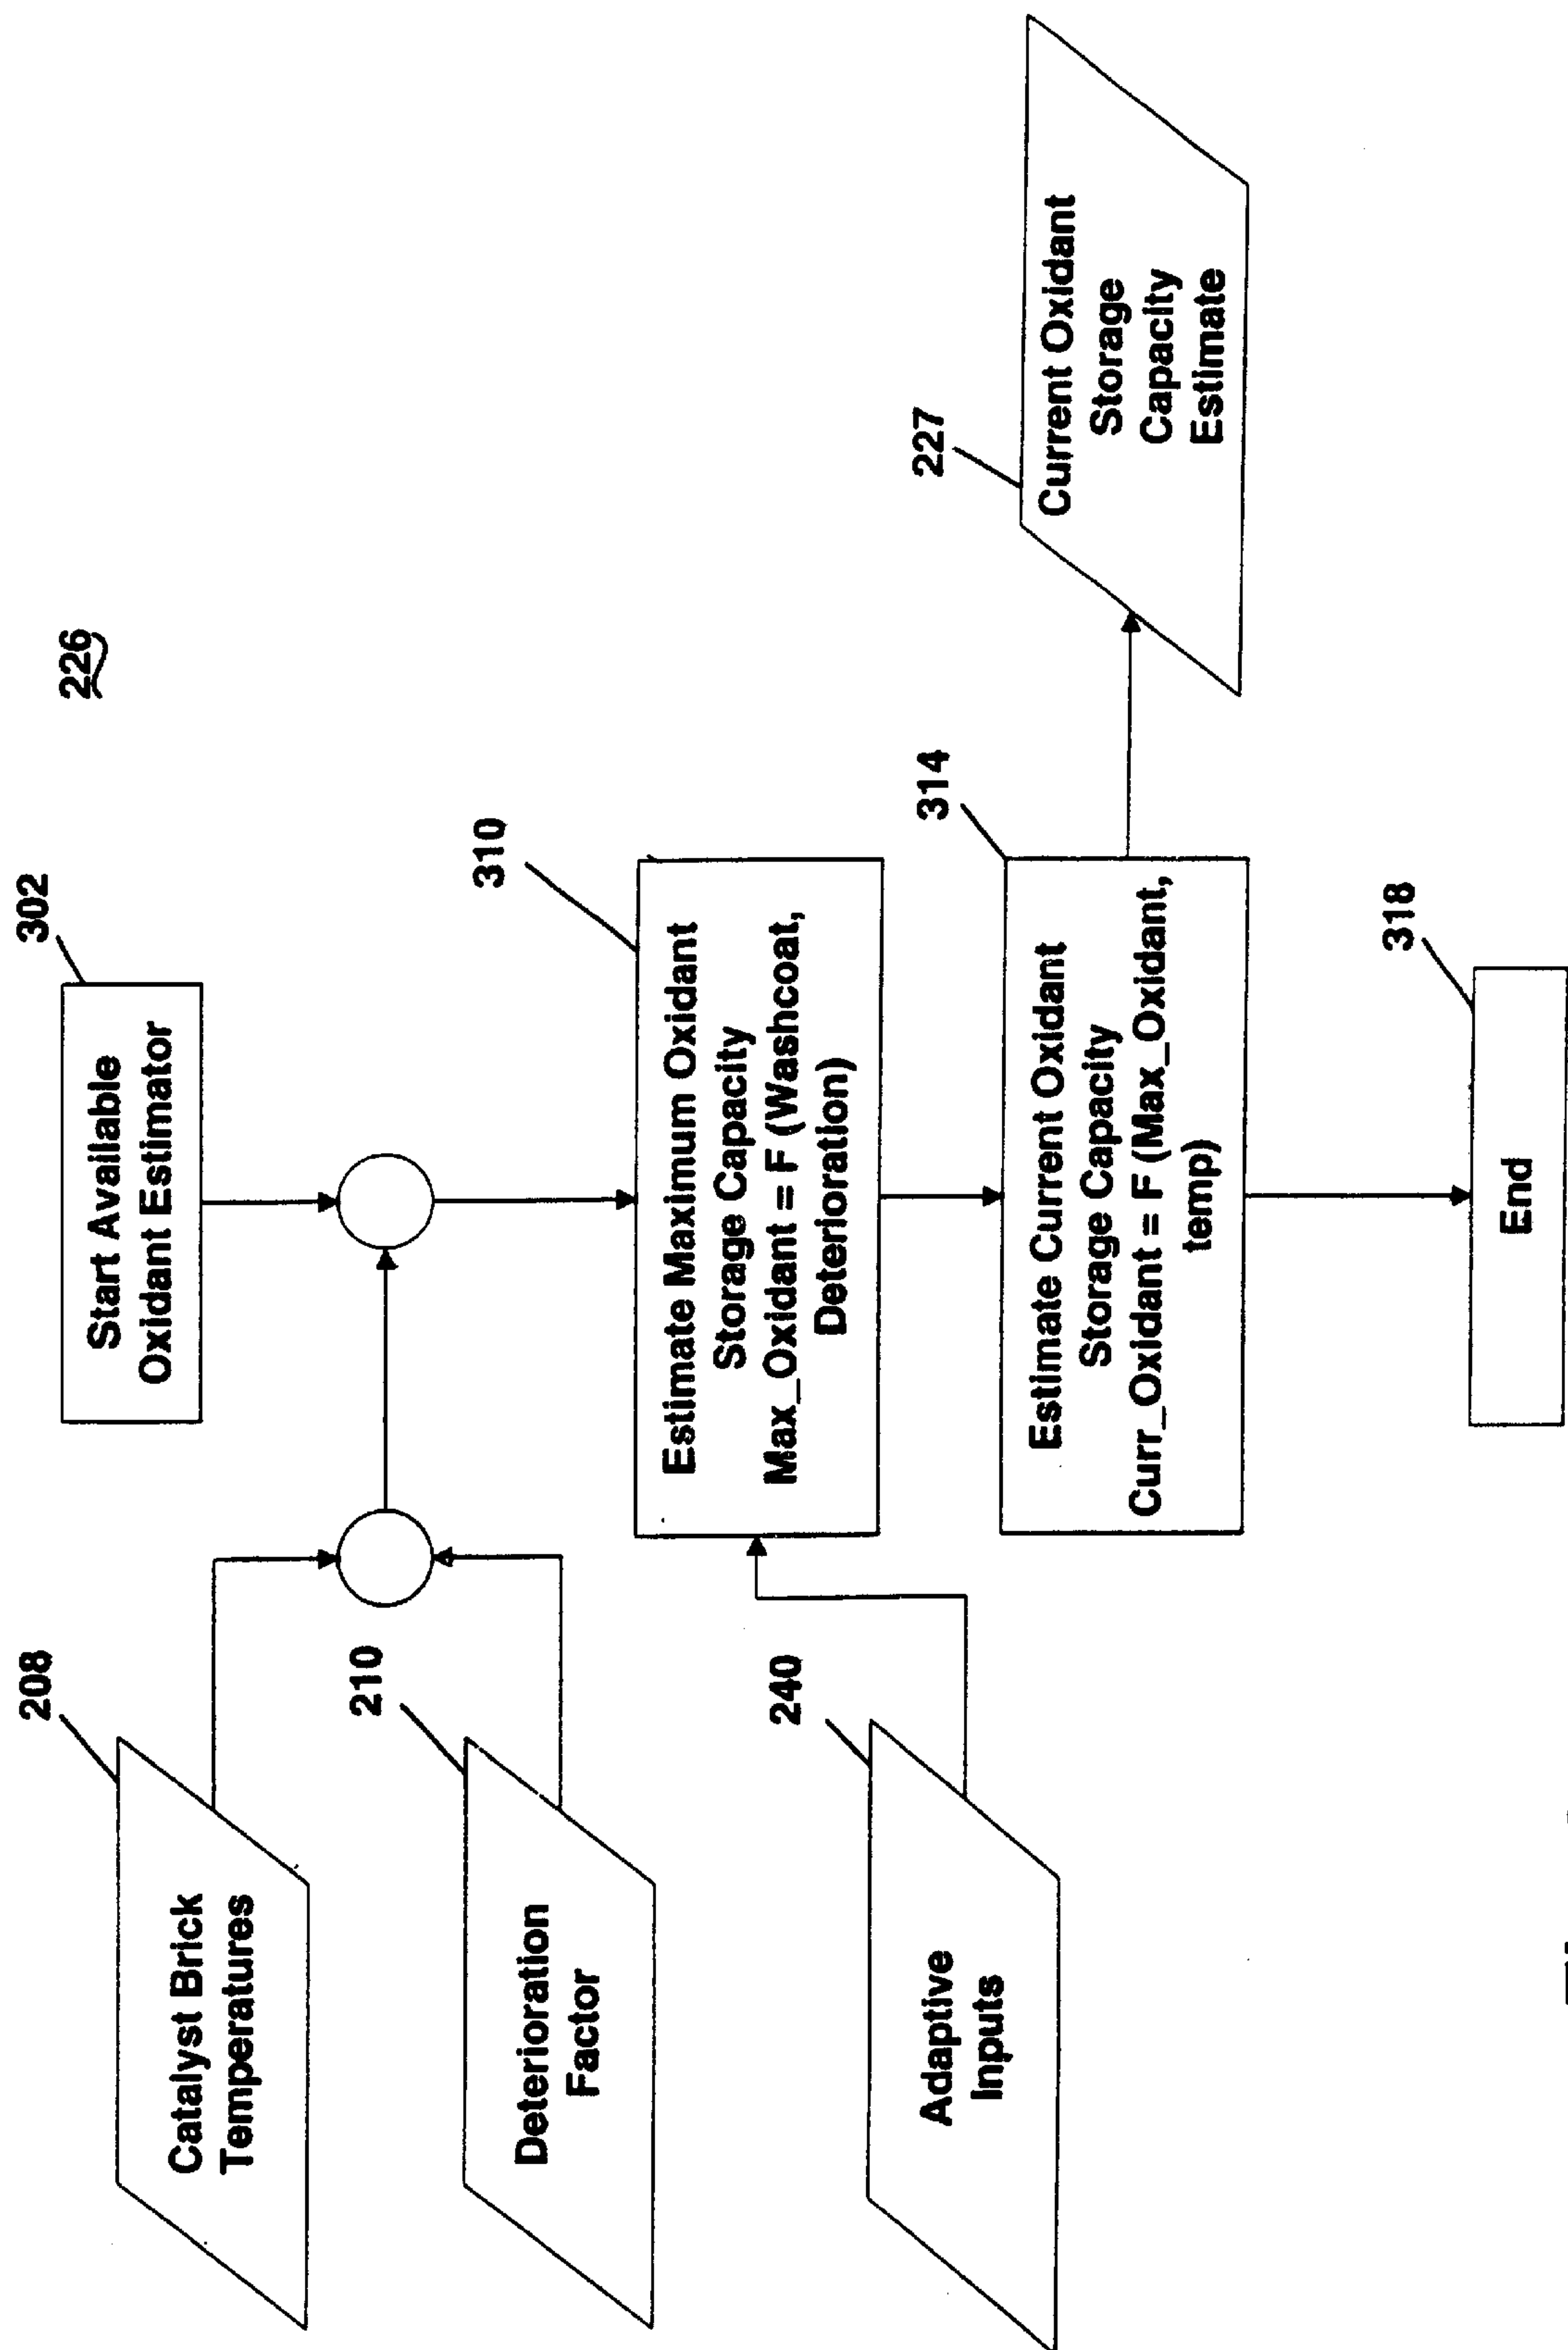 226
302
Start Available
Oxidant Estimator
208
Catalyst Brick
Temperatures
210
Deterioration
Factor
310
Estimate Maximum Oxidant
Storage Capacity
Max_Oxidant = F (Washcoat,
Deterioration)
240
Adaptive
Inputs
314
Estimate Current Oxidant
Storage Capacity
Curr_Oxidant = F (Max_Oxidant,
temp)
227
Current Oxidant
Storage
Capacity
Estimate
318
End